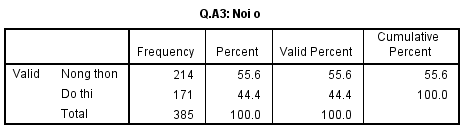 Q.A3: Noi o
Frequency Percent Valid Percent Cumulative Percent
Valid Nong thon 214 55.6 55.6 55.6
Do thi 171 44.4 44.4 100.0
Total 385 100.0 100.0